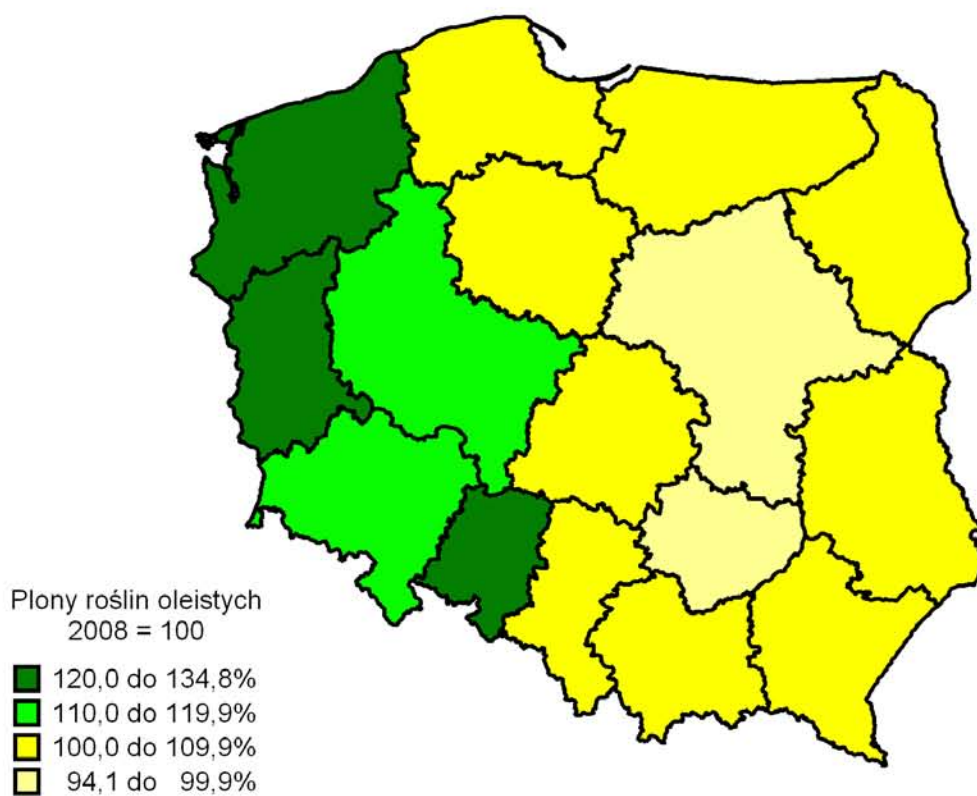 Plony roślin oleistych
2008 = 100
120,0 do 134,8%
110,0 do 119,9%
100,0 do 109,9%
94,1 do 99,9%